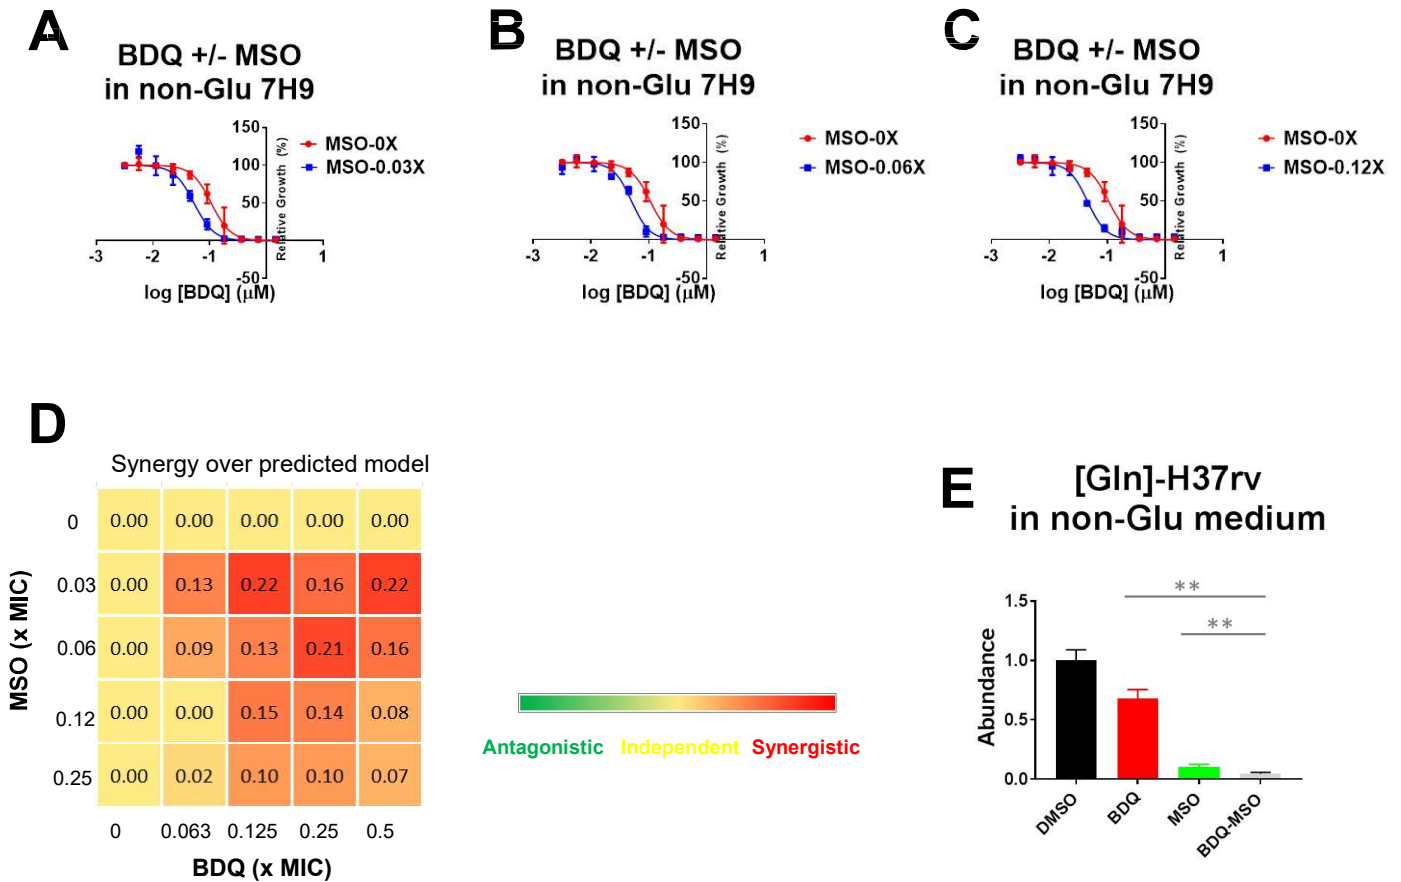 A
BDQ +/- MSO
in non-Glu 7H9
150
100
50
-50
-3
-2
-1
1
Relative Growth (%)
log [BDQ] (μM)
MSO-0X
MSO-0.03X
B
BDQ +/- MSO
in non-Glu 7H9
150
100
50
-50
-3
-2
-1
1
Relative Growth (%)
log [BDQ] (μM)
MSO-0X
MSO-0.06X
C
BDQ +/- MSO
in non-Glu 7H9
150
100
50
-50
-3
-2
-1
1
Relative Growth (%)
log [BDQ] (μM)
MSO-0X
MSO-0.12X
D
Synergy over predicted model
MSO (x MIC)
0 0.00 0.00 0.00 0.00 0.00
0.03 0.00 0.13 0.22 0.16 0.22
0.06 0.00 0.09 0.13 0.21 0.16
0.12 0.00 0.00 0.15 0.14 0.08
0.25 0.00 0.02 0.10 0.10 0.07
0 0.063 0.125 0.25 0.5
BDQ (x MIC)
Antagonistic Independent Synergistic
E
[Gln]-H37rv
in non-Glu medium
**
**
Abundance
1.5
1.0
0.5
0.0
DMSO
BDQ
MSO
BDQ-MSO